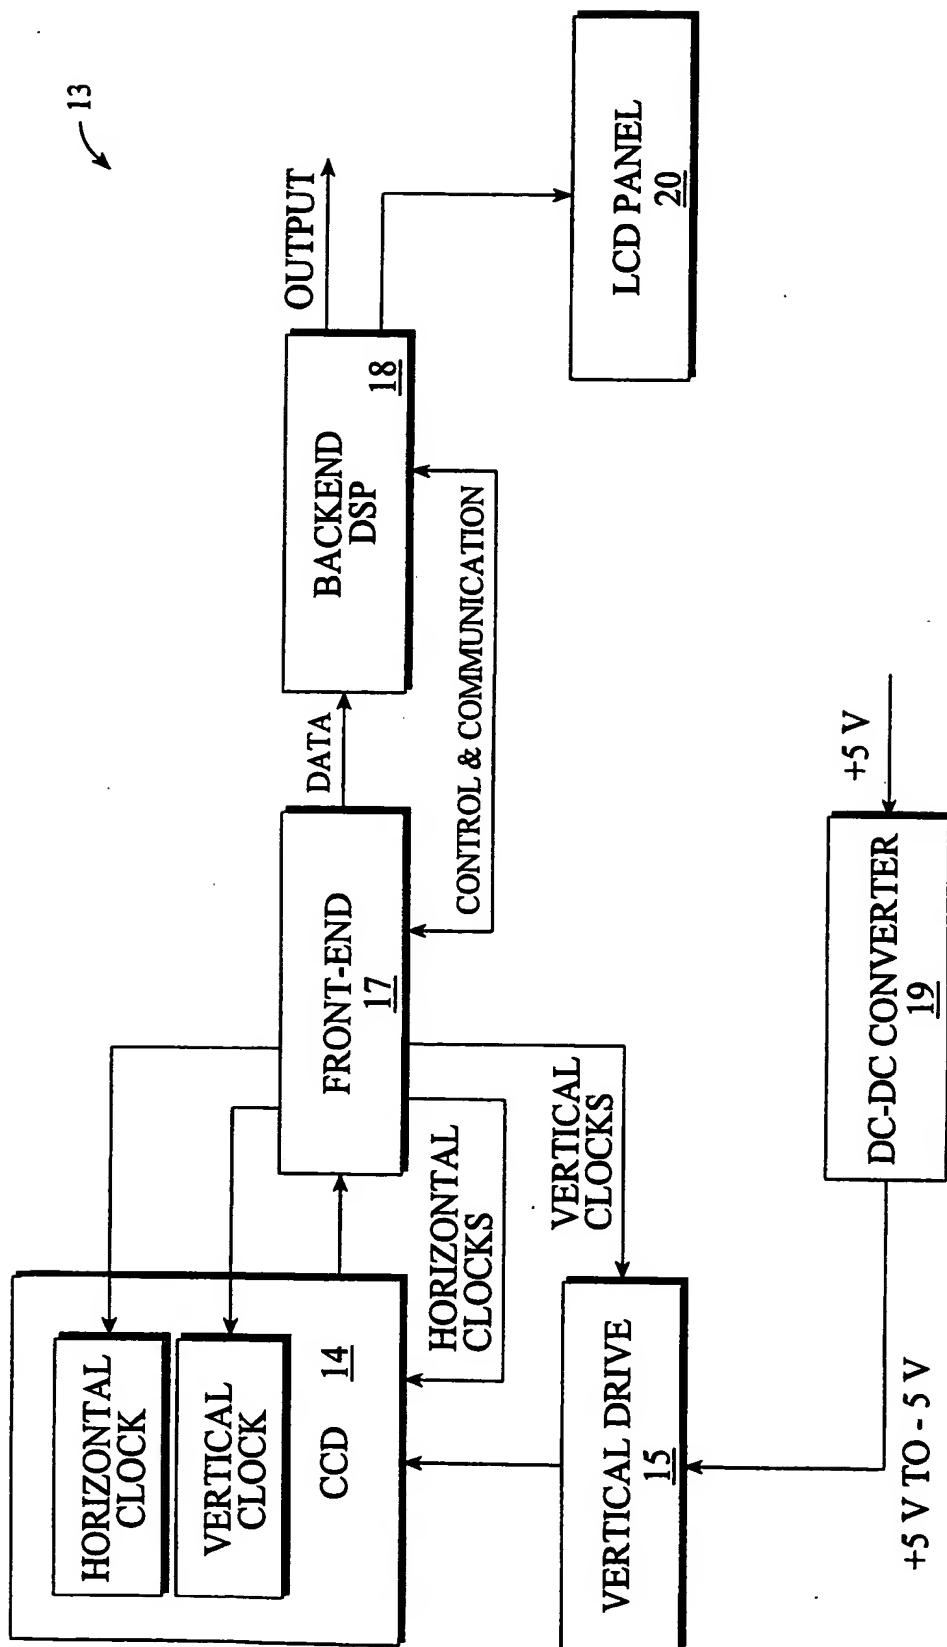 13
HORIZONTAL
CLOCK
VERTICAL
CLOCK
CCD
14
FRONT-END
17
DATA
BACKEND
DSP
18
OUTPUT
HORIZONTAL
CLOCKS
CONTROL & COMMUNICATION
VERTICAL
CLOCKS
VERTICAL DRIVE
15
LCD PANEL
20
+5 V TO - 5 V
DC-DC CONVERTER
19
+5 V